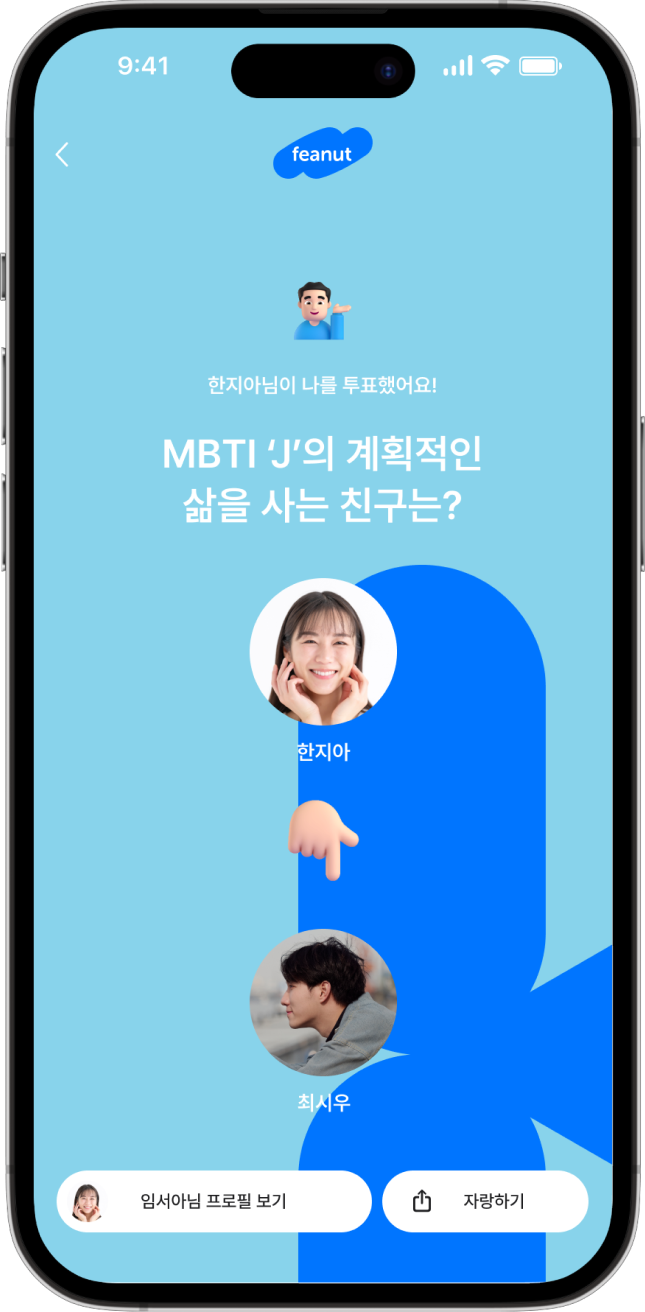 9:41
feanut
한지아님이 나를 투표했어요!
MBTI ‘J’의 계획적인
삶을 사는 친구는?
한지아
최시우
임서아님 프로필 보기
자랑하기